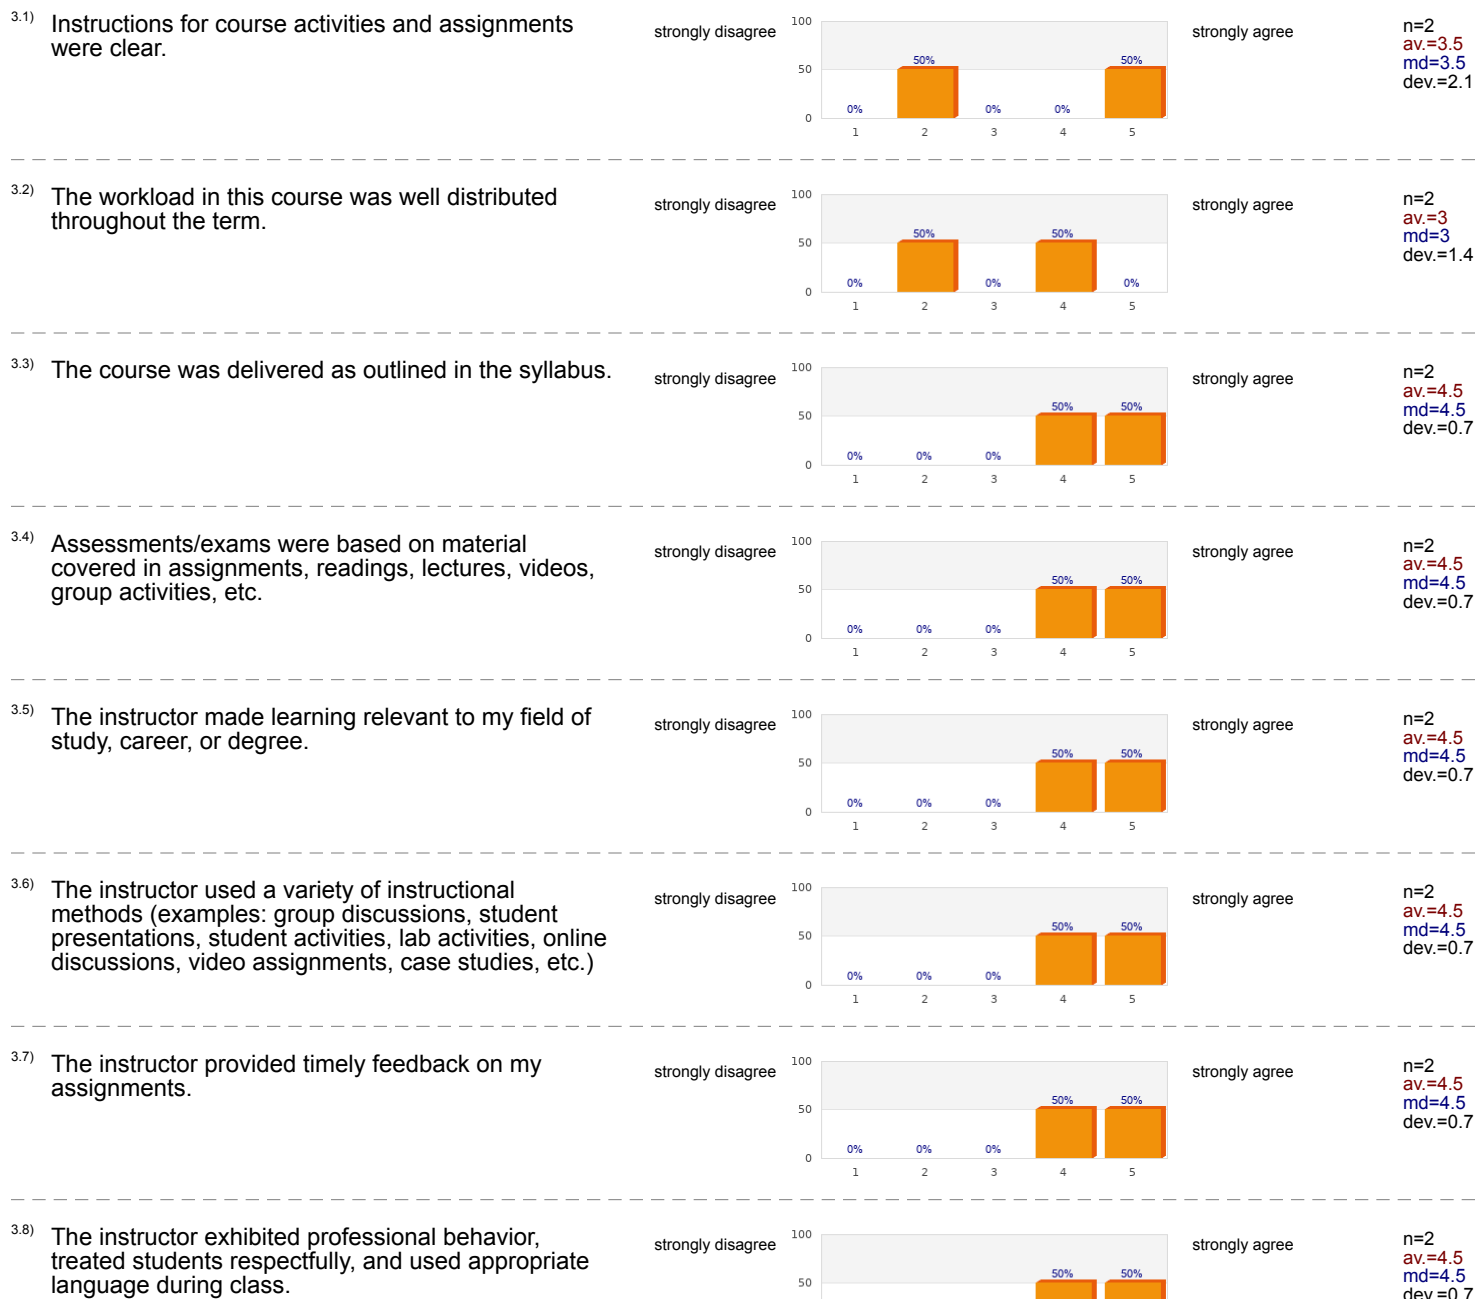 3.1) Instructions for course activities and assignments
were clear.
strongly disagree
strongly agree
n=2
av.=3.5
md=3.5
dev.=2.1
100
50
0
0%
50%
0%
0%
50%
1 2 3 4 5
3.2) The workload in this course was well distributed
throughout the term.
strongly disagree
strongly agree
n=2
av.=3
md=3
dev.=1.4
100
50
0
0%
50%
0%
50%
0%
1 2 3 4 5
3.3) The course was delivered as outlined in the syllabus.
strongly disagree
strongly agree
n=2
av.=4.5
md=4.5
dev.=0.7
100
50
0
0%
0%
0%
50%
50%
1 2 3 4 5
3.4) Assessments/exams were based on material
covered in assignments, readings, lectures, videos,
group activities, etc.
strongly disagree
strongly agree
n=2
av.=4.5
md=4.5
dev.=0.7
100
50
0
0%
0%
0%
50%
50%
1 2 3 4 5
3.5) The instructor made learning relevant to my field of
study, career, or degree.
strongly disagree
strongly agree
n=2
av.=4.5
md=4.5
dev.=0.7
100
50
0
0%
0%
0%
50%
50%
1 2 3 4 5
3.6) The instructor used a variety of instructional
methods (examples: group discussions, student
presentations, student activities, lab activities, online
discussions, video assignments, case studies, etc.)
strongly disagree
strongly agree
n=2
av.=4.5
md=4.5
dev.=0.7
100
50
0
0%
0%
0%
50%
50%
1 2 3 4 5
3.7) The instructor provided timely feedback on my
assignments.
strongly disagree
strongly agree
n=2
av.=4.5
md=4.5
dev.=0.7
100
50
0
0%
0%
0%
50%
50%
1 2 3 4 5
3.8) The instructor exhibited professional behavior,
treated students respectfully, and used appropriate
language during class.
strongly disagree
strongly agree
n=2
av.=4.5
md=4.5
dev.=0.7
100
50
50%
50%